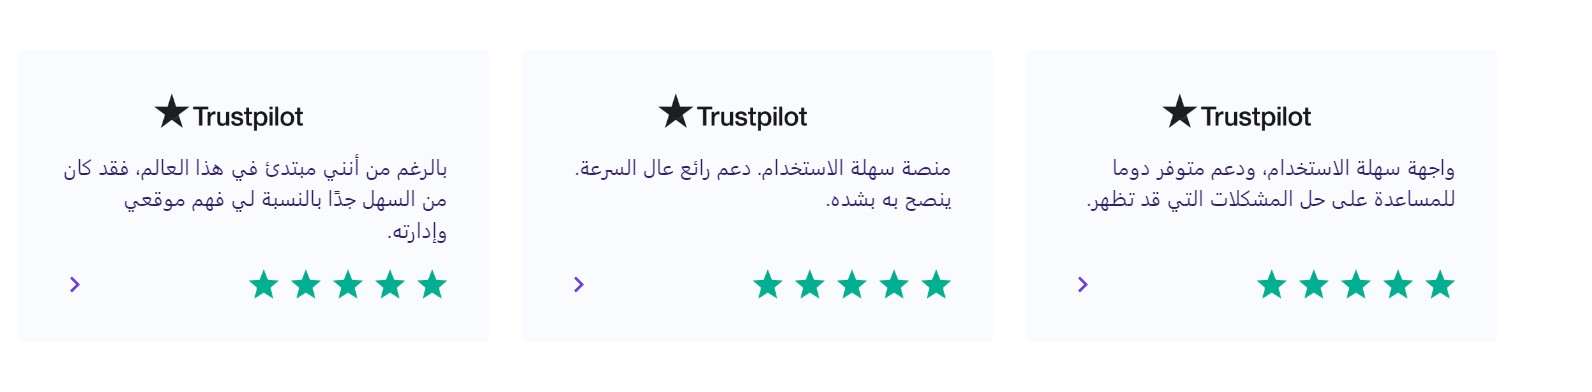 Trustpilot
واجهة سهلة الاستخدام، ودعم متوفر دوما
للمساعدة على حل المشكلات التي قد تظهر.
Trustpilot
منصة سهلة الاستخدام. دعم رائع عال السرعة.
ينصح به بشده.
Trustpilot
بالرغم من أنني مبتدئ في هذا العالم، فقد كان
من السهل جدًا بالنسبة لي فهم موقعي
وإدارته.